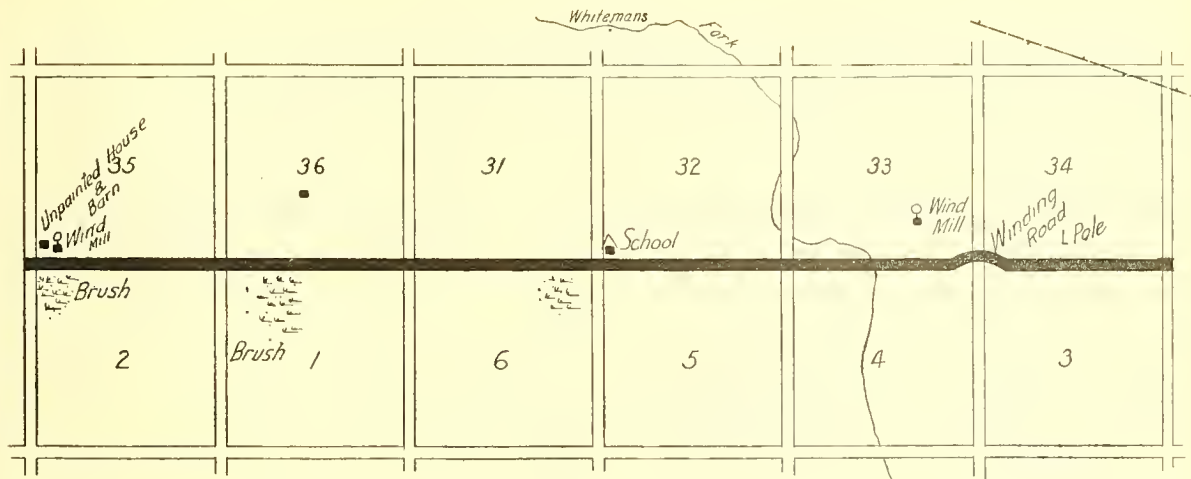 Whitemans
Fork
35
36
31
32
33
34
Unpainted House
&
Barn
Wind
Mill
School
Wind
Mill
Winding
Road
L Pole
Brush
Brush
2
1
6
5
4
3